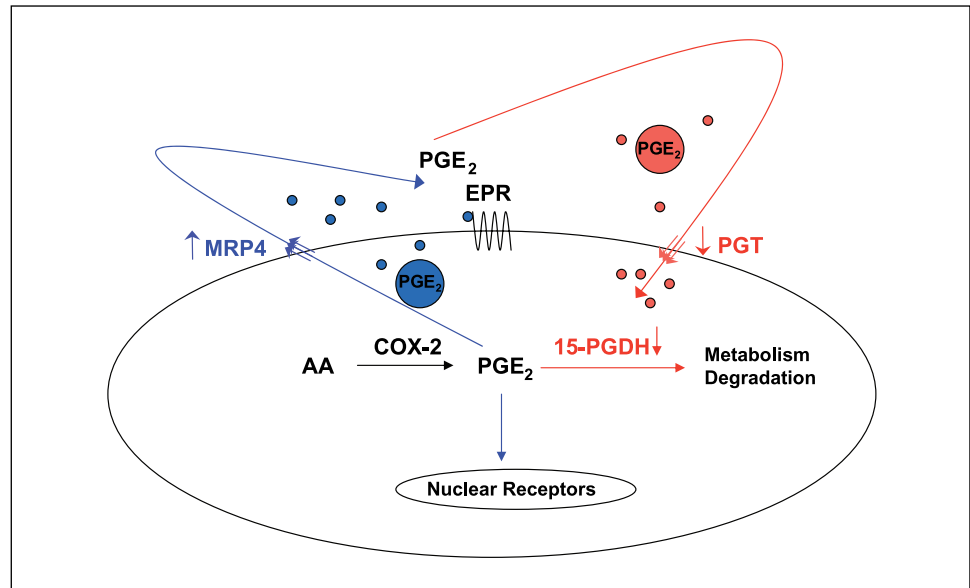 PGE₂
PGE₂
EPR
↑ MRP4
↓ PGT
PGE₂
COX-2
15-PGDH↓
AA
PGE₂
Metabolism
Degradation
Nuclear Receptors